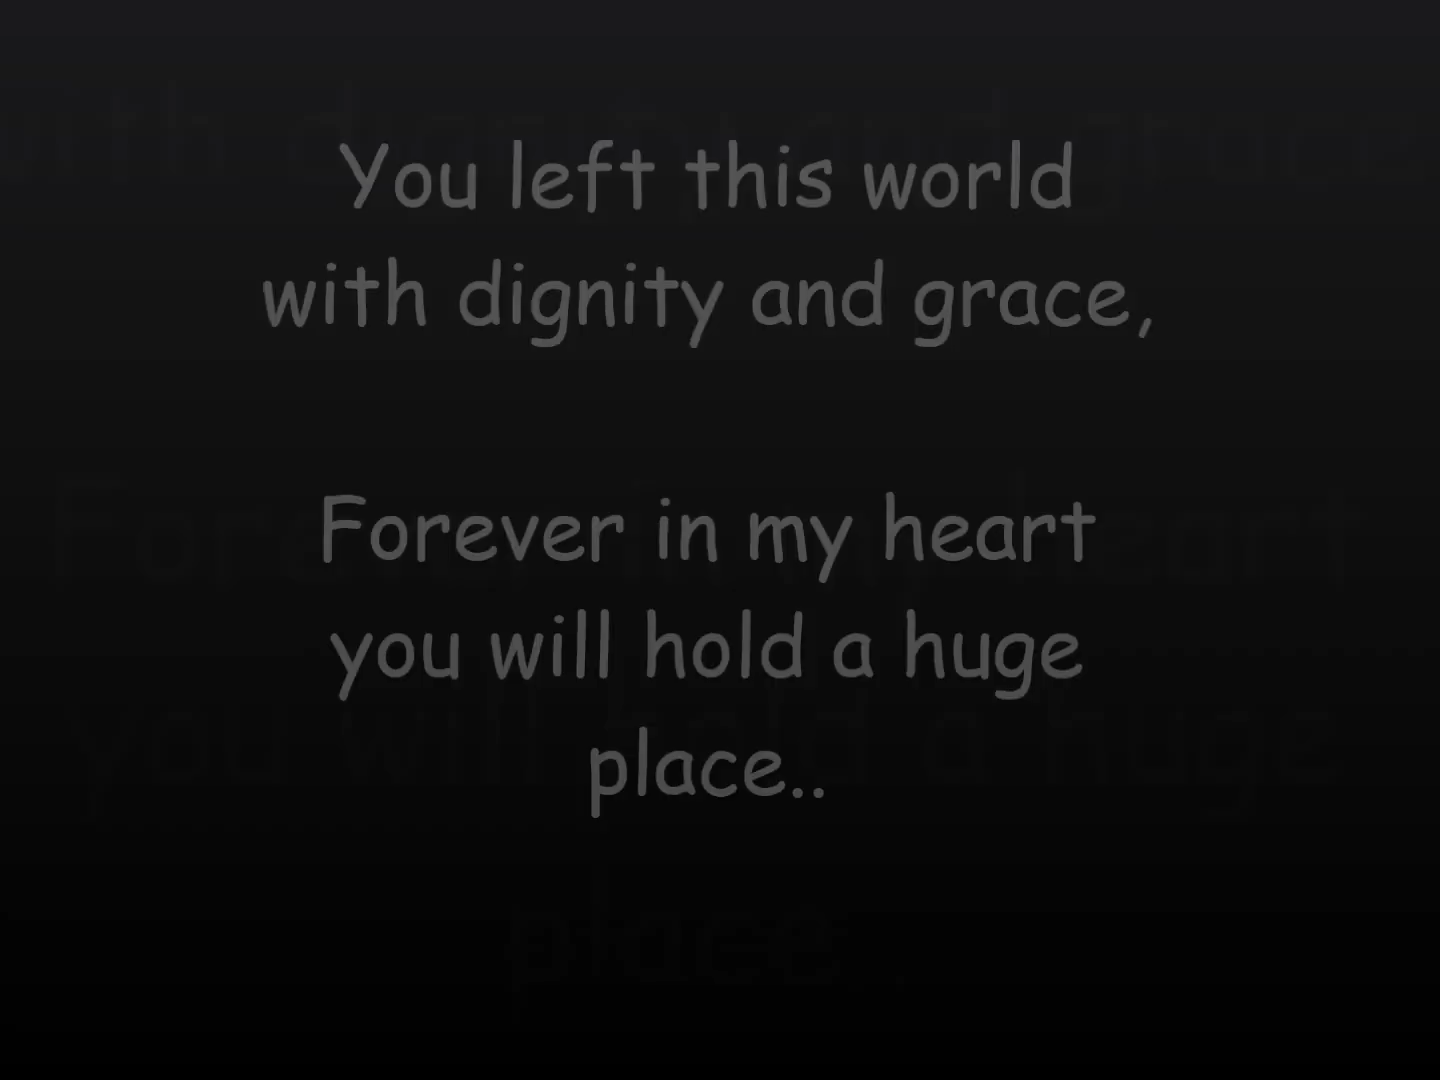 You left this world
with dignity and grace,
Forever in my heart
you will hold a huge
place..